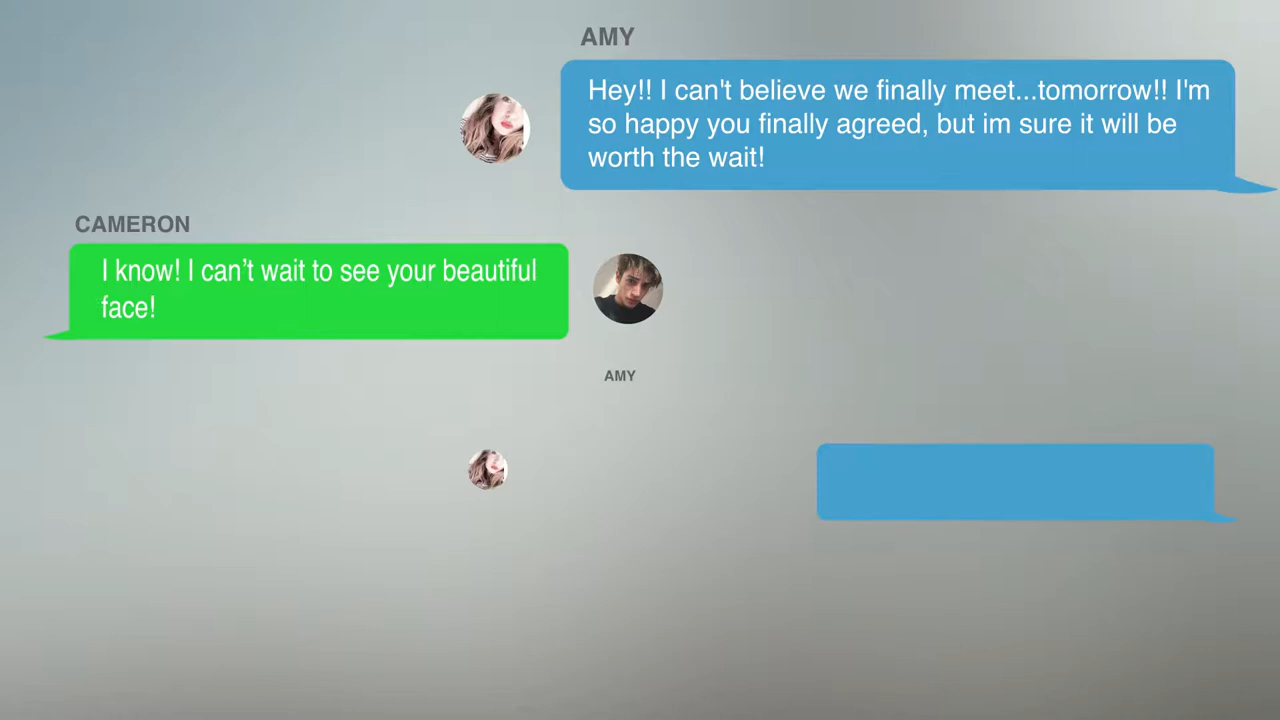 AMY
Hey!! I can't believe we finally meet...tomorrow!! I'm
so happy you finally agreed, but im sure it will be
worth the wait!
CAMERON
I know! I can’t wait to see your beautiful
face!
AMY